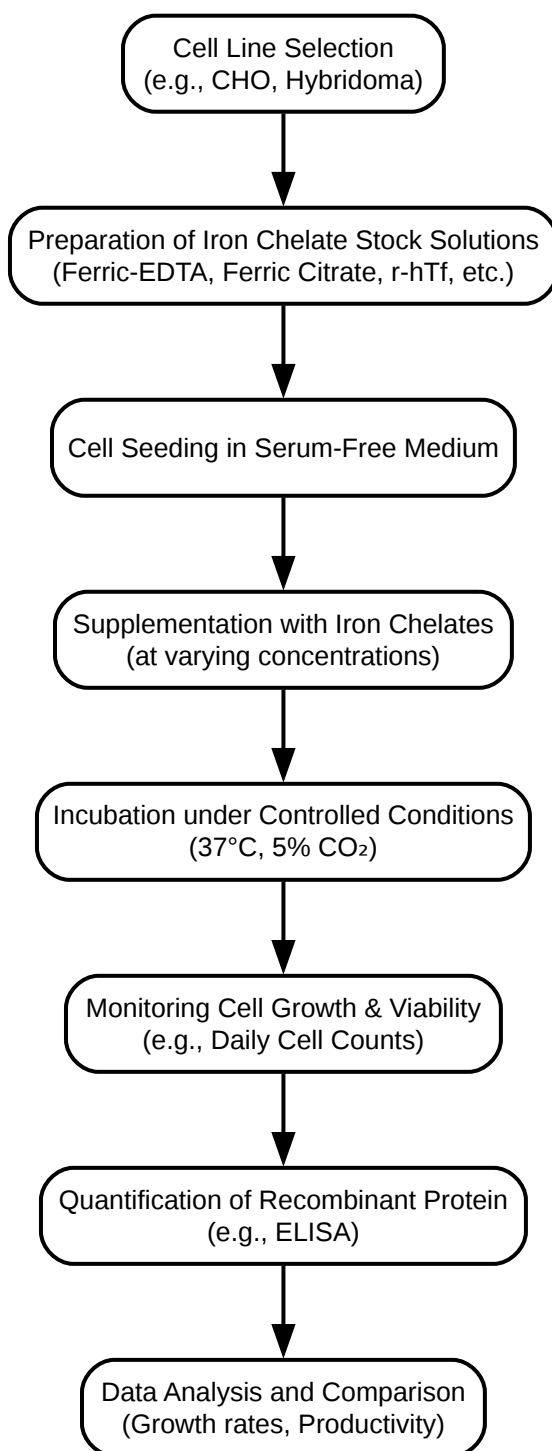 Cell Line Selection
(e.g., CHO, Hybridoma)
Preparation of Iron Chelate Stock Solutions
(Ferric-EDTA, Ferric Citrate, r-hTf, etc.)
Cell Seeding in Serum-Free Medium
Supplementation with Iron Chelates
(at varying concentrations)
Incubation under Controlled Conditions
(37°C, 5% CO₂)
Monitoring Cell Growth & Viability
(e.g., Daily Cell Counts)
Quantification of Recombinant Protein
(e.g., ELISA)
Data Analysis and Comparison
(Growth rates, Productivity)